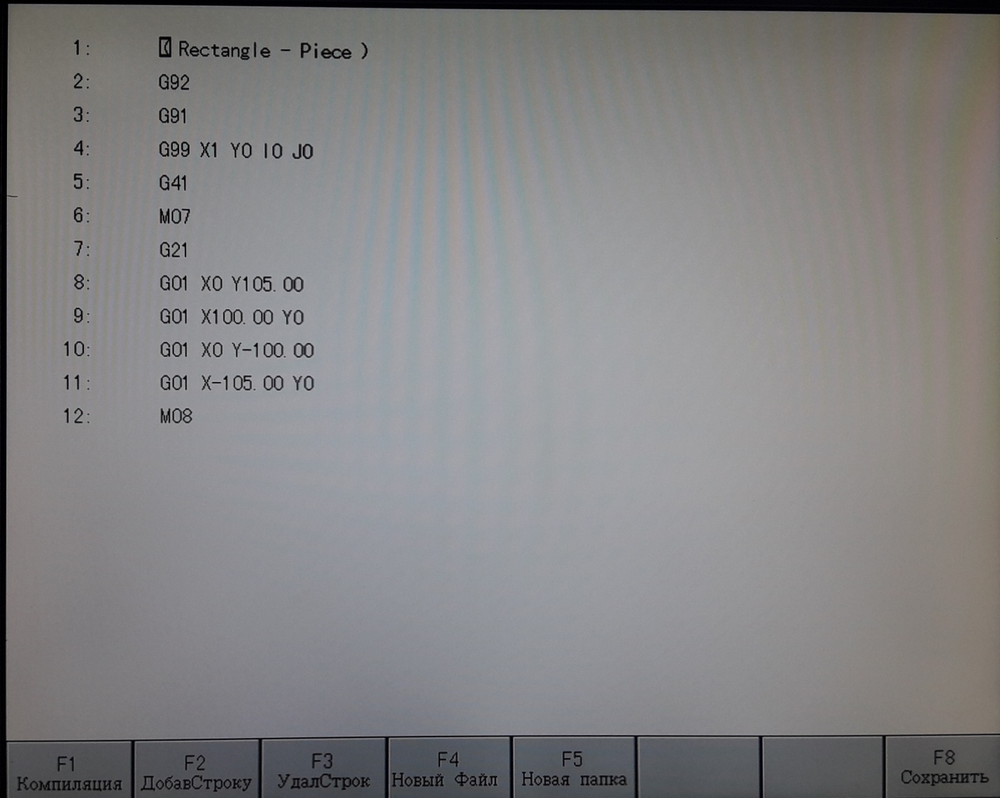 1: ( Rectangle - Piece )
2: G92
3: G91
4: G99 X1 Y0 I0 J0
5: G41
6: M07
7: G21
8: G01 X0 Y105.00
9: G01 X100.00 Y0
10: G01 X0 Y-100.00
11: G01 X-105.00 Y0
12: M08
F1 F2 F3 F4 F5 F8
Компиляция ДобавСтроку УдалСтрок Новый Файл Новая папка Сохранить